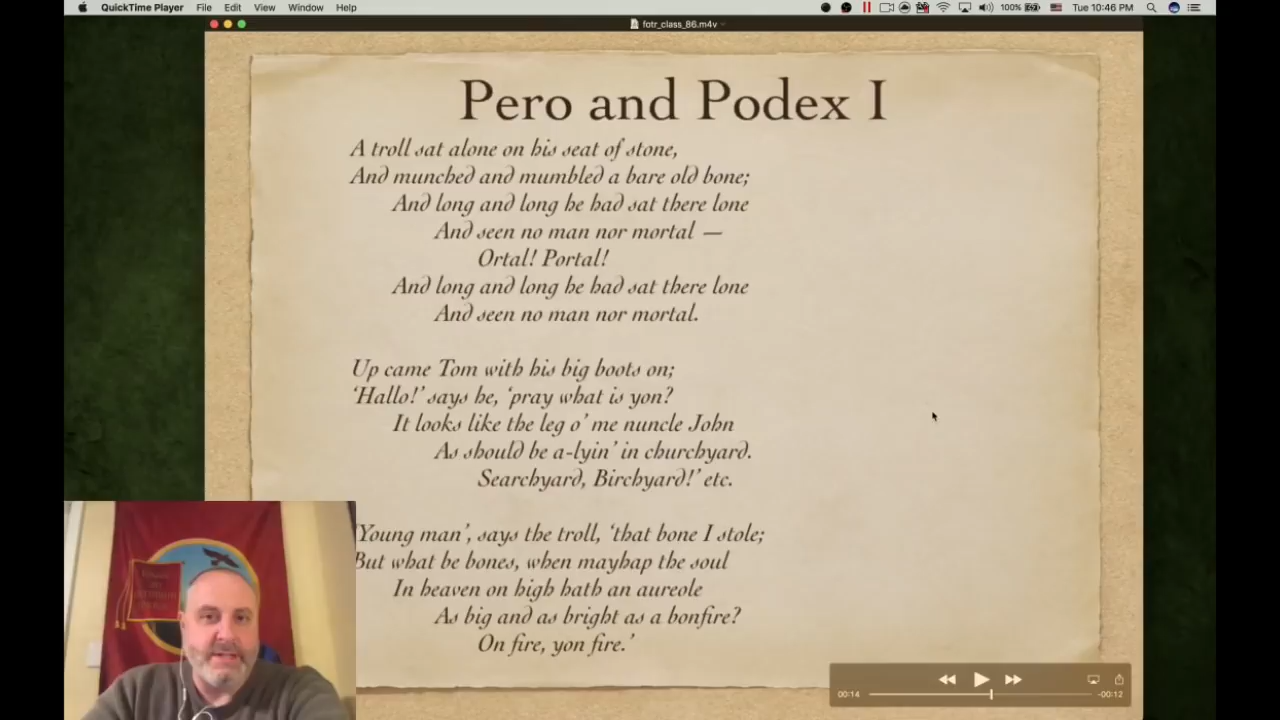 QuickTime Player File Edit View Window Help 100% Tue 10:46 PM
fotr_class_86.m4v
Pero and Podex I
A troll sat alone on his seat of stone,
And munched and mumbled a bare old bone;
And long and long he had sat there lone
And seen no man nor mortal —
Ortal! Portal!
And long and long he had sat there lone
And seen no man nor mortal.
Up came Tom with his big boots on;
‘Hallo!’ says he, ‘pray what is yon?
It looks like the leg o’ me nuncle John
As should be a-lyin’ in churchyard.
Searchyard, Birchyard!’ etc.
‘Young man’, says the troll, ‘that bone I stole;
But what be bones, when mayhap the soul
In heaven on high hath an aureole
As big and as bright as a bonfire?
On fire, yon fire.’
00:14 -00:12